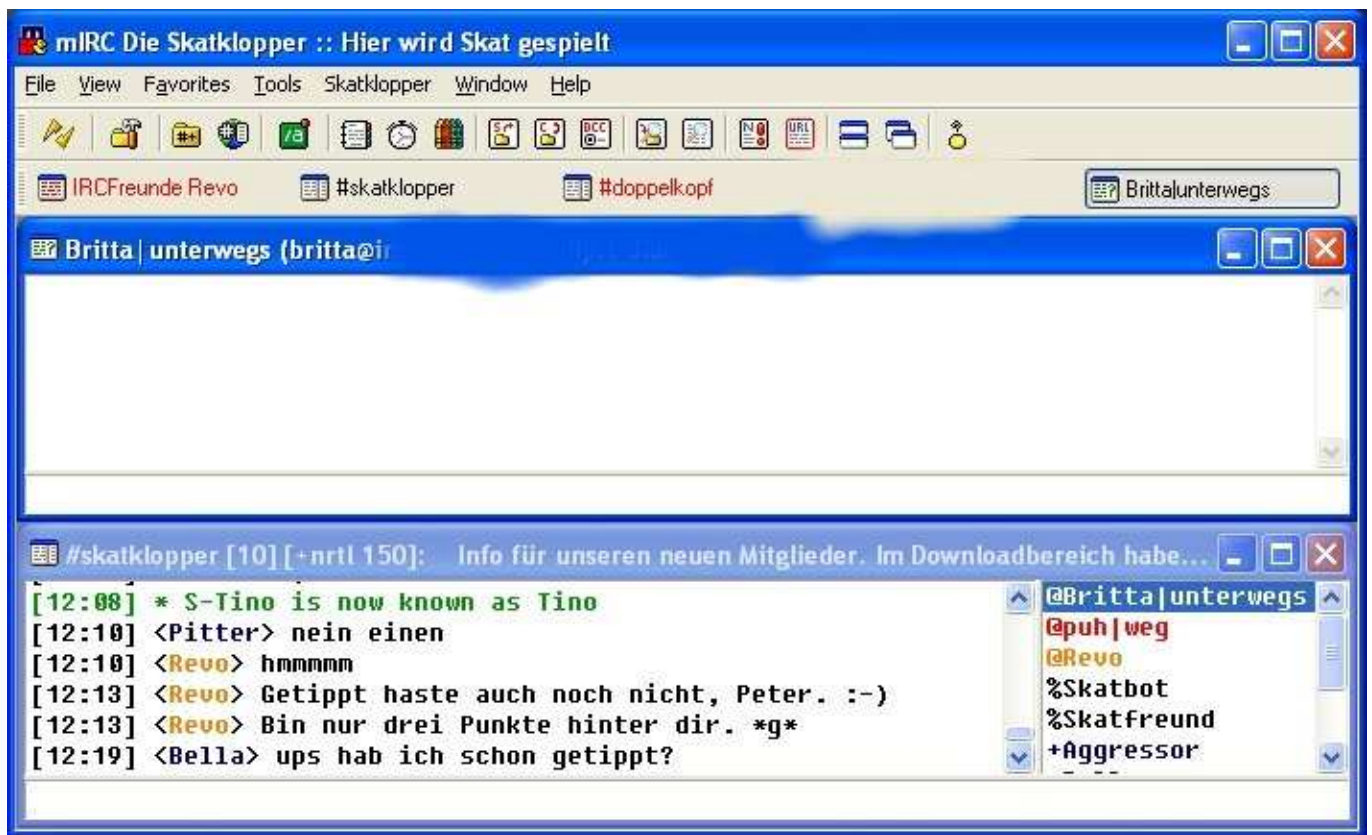 mIRC Die Skatklopper :: Hier wird Skat gespielt
File View Favorites Tools Skatklopper Window Help
IRCFreunde Revo #skatklopper #doppelkopf Britta|unterwegs
Britta|unterwegs (britta@i
#skatklopper [10] [+nrtl 150]: Info für unseren neuen Mitglieder. Im Downloadbereich habe...
[12:08] * S-Tino is now known as Tino
[12:10] <Pitter> nein einen
[12:10] <Revo> hmmmmm
[12:13] <Revo> Getippt haste auch noch nicht, Peter. :-)
[12:13] <Revo> Bin nur drei Punkte hinter dir. *g*
[12:19] <Bella> ups hab ich schon getippt?
@Britta|unterwegs
@puh|weg
@Revo
%Skatbot
%Skatfreund
+Aggressor